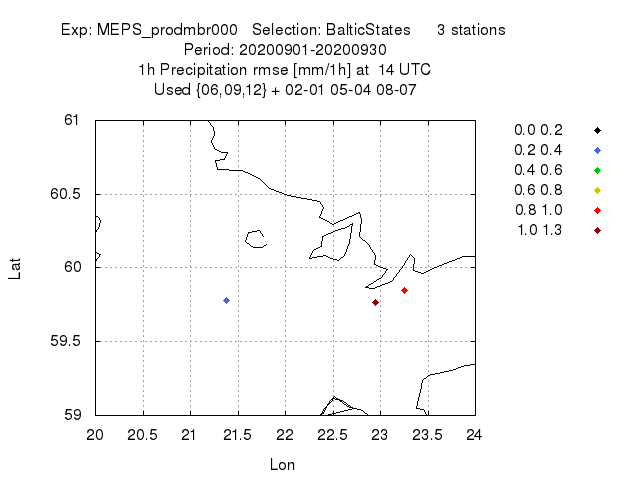 Exp: MEPS_prodmbr000 Selection: BalticStates 3 stations
Period: 20200901-20200930
1h Precipitation rmse [mm/1h] at 14 UTC
Used {06,09,12} + 02-01 05-04 08-07
61
60.5
60
59.5
59
Lat
20 20.5 21 21.5 22 22.5 23 23.5 24
Lon
0.0 0.2
0.2 0.4
0.4 0.6
0.6 0.8
0.8 1.0
1.0 1.3